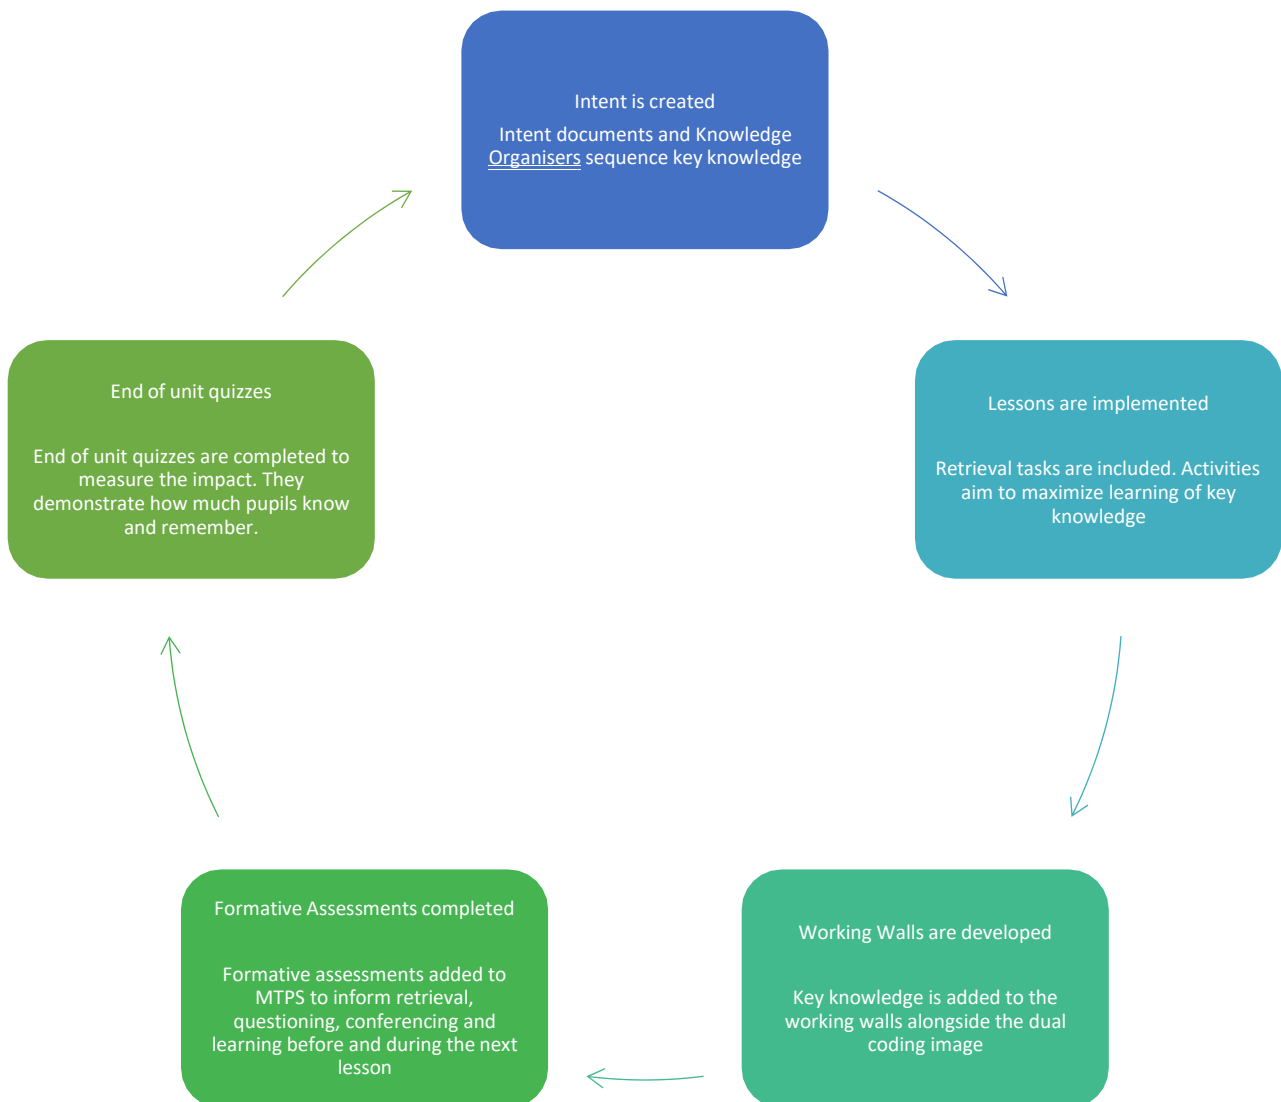 Intent is created
Intent documents and Knowledge
Organisers sequence key knowledge
Lessons are implemented
Retrieval tasks are included. Activities
aim to maximize learning of key
knowledge
Working Walls are developed
Key knowledge is added to the
working walls alongside the dual
coding image
Formative Assessments completed
Formative assessments added to
MTPS to inform retrieval,
questioning, conferencing and
learning before and during the next
lesson
End of unit quizzes
End of unit quizzes are completed to
measure the impact. They
demonstrate how much pupils know
and remember.